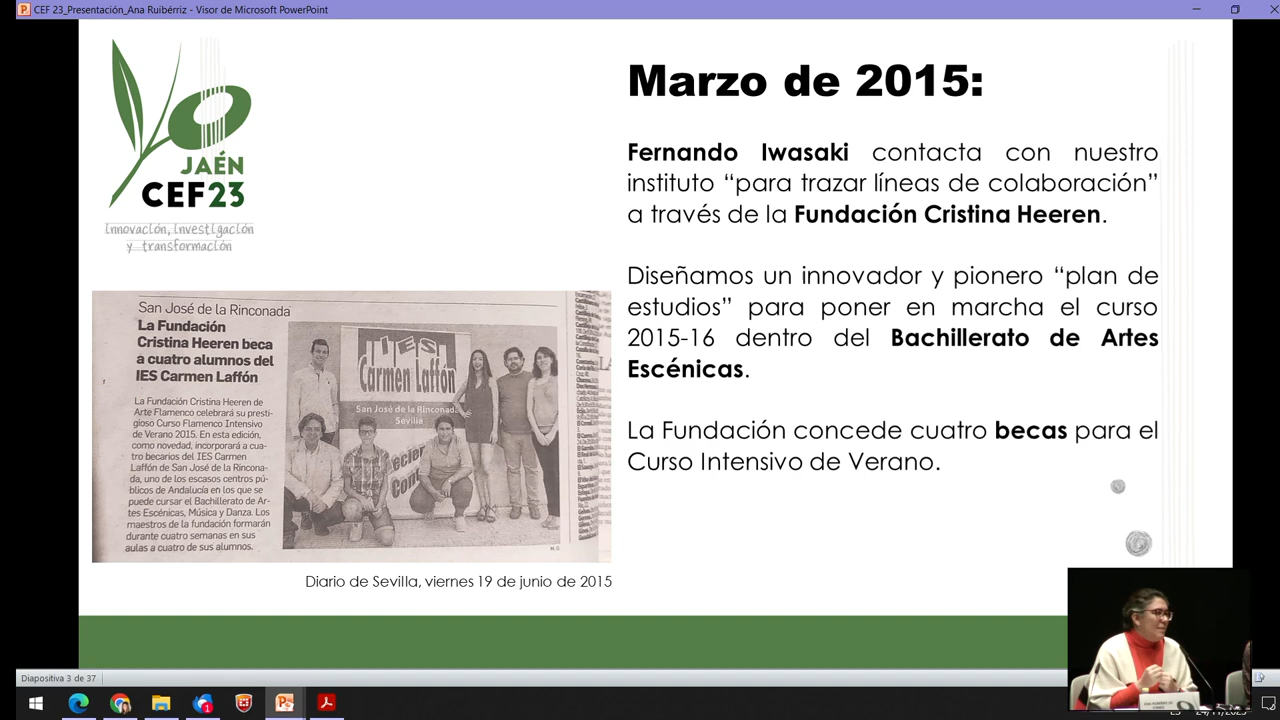 CEF 23_Presentación_Ana Ruibérriz - Visor de Microsoft PowerPoint
JAÉN
CEF23
innovación, investigación
y transformación
Marzo de 2015:
Fernando Iwasaki contacta con nuestro
instituto “para trazar líneas de colaboración”
a través de la Fundación Cristina Heeren.
Diseñamos un innovador y pionero “plan de
estudios” para poner en marcha el curso
2015-16 dentro del Bachillerato de Artes
Escénicas.
La Fundación concede cuatro becas para el
Curso Intensivo de Verano.
San José de la Rinconada
La Fundación
Cristina Heeren beca
a cuatro alumnos del
IES Carmen Laffón
La Fundación Cristina Heeren de
Arte Flamenco celebrará su presti-
gioso Curso Flamenco Intensivo
de Verano 2015. En esta edición,
como novedad, incorporará a cua-
tro becarios del IES Carmen
Laffón de San José de la Rincona-
da, uno de los escasos centros pú-
blicos de Andalucía en los que se
puede cursar el Bachillerato de Ar-
tes Escénicas, Música y Danza. Los
maestros de la fundación formarán
durante cuatro semanas en sus
aulas a cuatro de sus alumnos.
IES
Carmen Laffón
San José de la Rinconada
Sevilla
Diario de Sevilla, viernes 19 de junio de 2015
Diapositiva 3 de 37